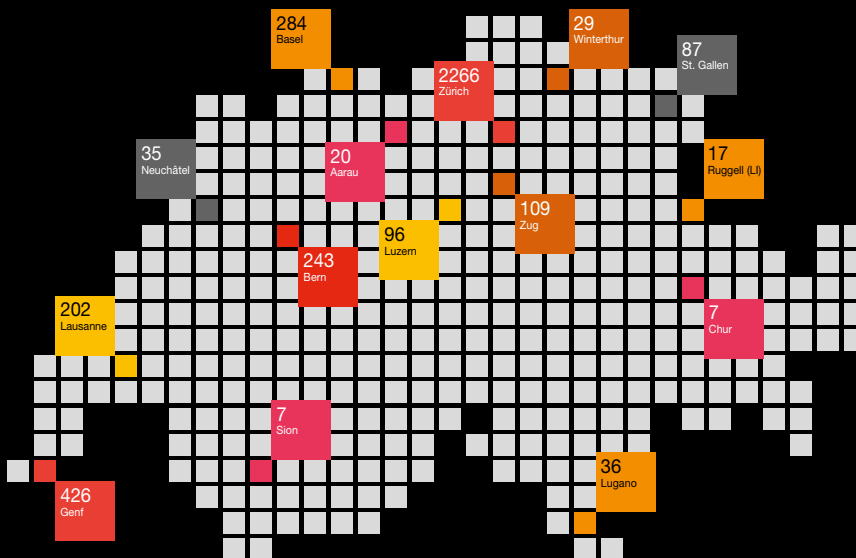 284
Basel
29
Winterthur
87
St. Gallen
2266
Zürich
35
Neuchâtel
20
Aarau
17
Ruggell (LI)
109
Zug
96
Luzern
243
Bern
202
Lausanne
7
Chur
7
Sion
36
Lugano
426
Genf